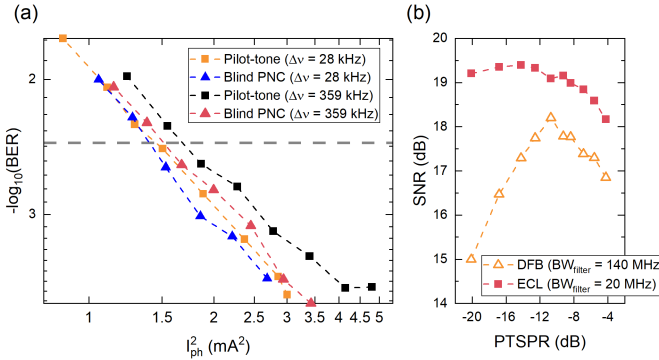 (a)
Pilot-tone (Δν = 28 kHz)
Blind PNC (Δν = 28 kHz)
Pilot-tone (Δν = 359 kHz)
Blind PNC (Δν = 359 kHz)
2
3
-log10(BER)
1 1.5 2 2.5 3 3.5 4 4.5 5
I²ph (mA²)
(b)
20
19
18
17
16
15
14
SNR (dB)
DFB (BWfilter = 140 MHz)
ECL (BWfilter = 20 MHz)
-20 -16 -12 -8 -4
PTSPR (dB)